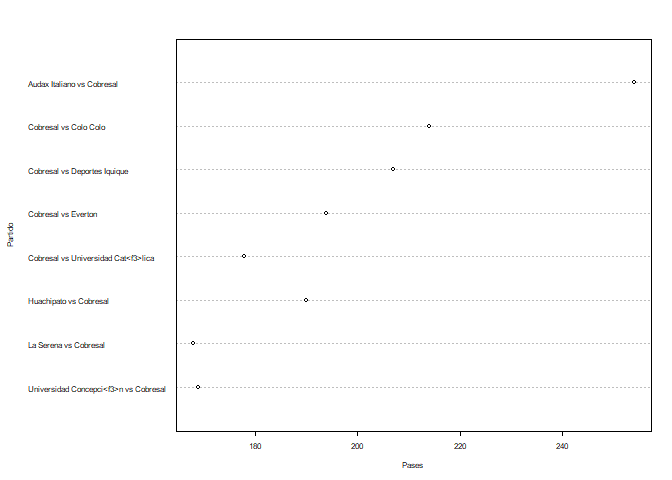 Audax Italiano vs Cobresal
Cobresal vs Colo Colo
Cobresal vs Deportes Iquique
Cobresal vs Everton
Cobresal vs Universidad Cat<f3>lica
Huachipato vs Cobresal
La Serena vs Cobresal
Universidad Concepci<f3>n vs Cobresal
Partido
180 200 220 240
Pases